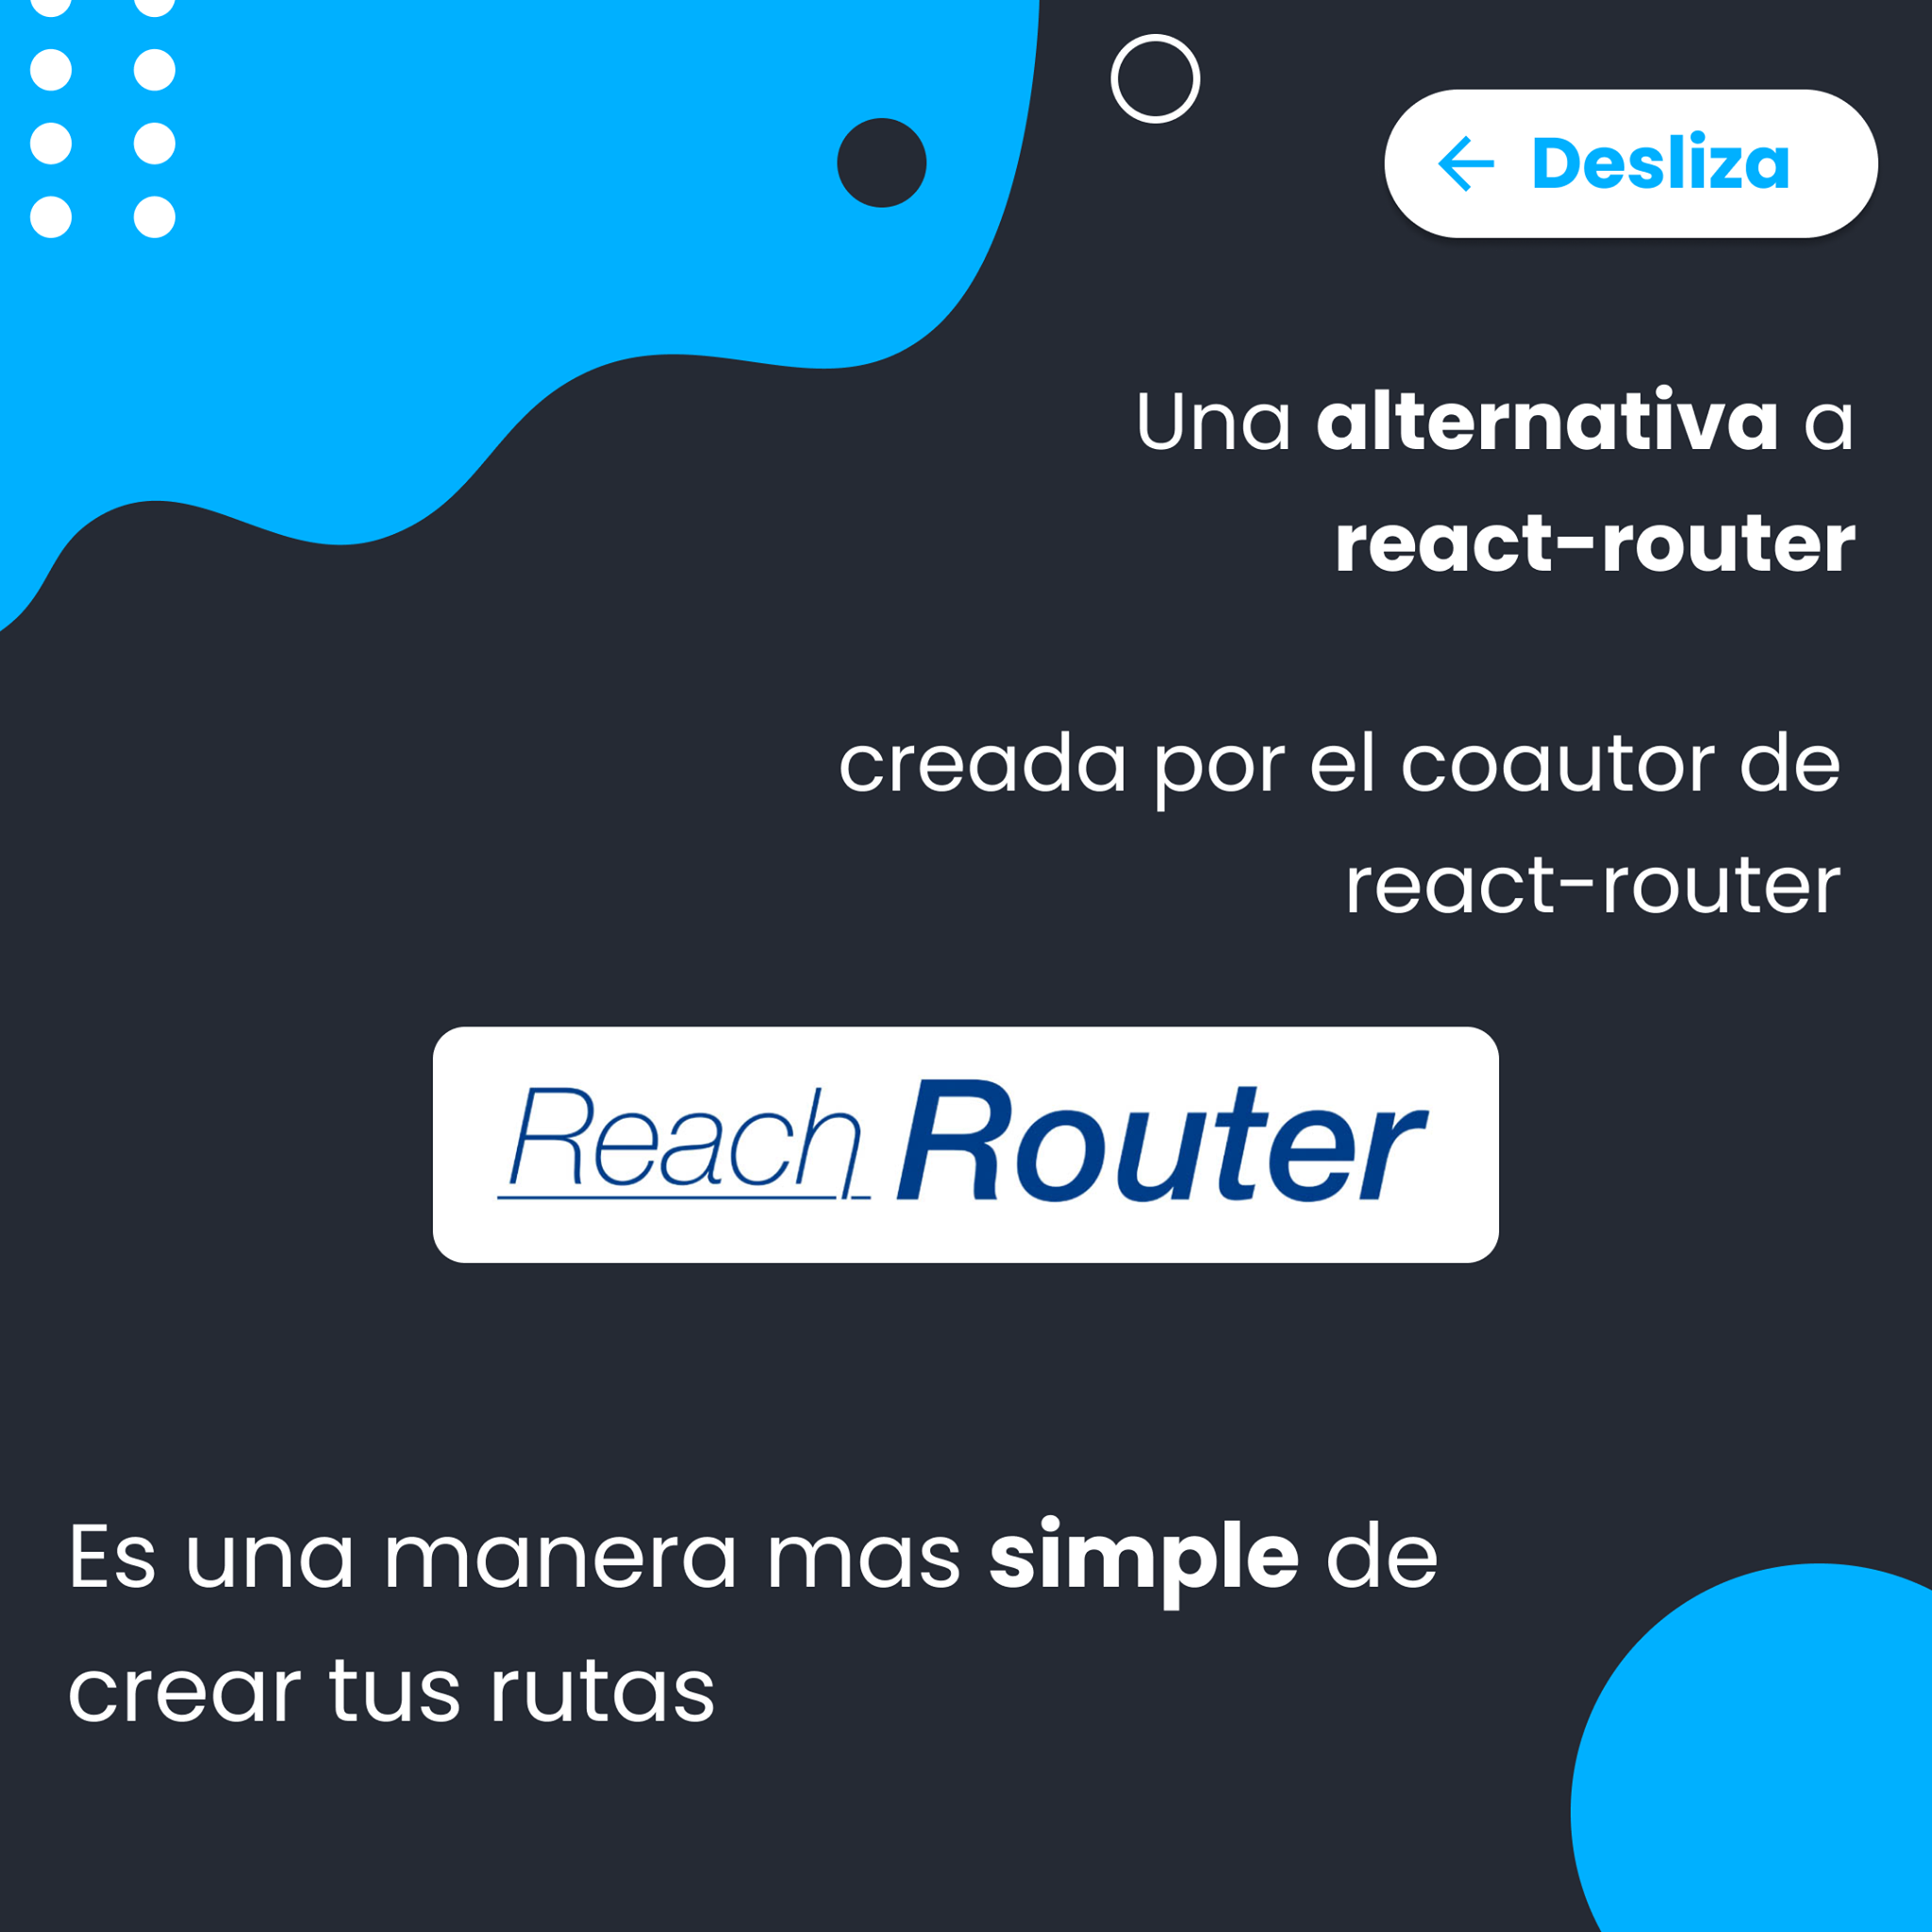 Desliza
Una alternativa a
react-router
creada por el coautor de
react-router
Reach Router
Es una manera mas simple de
crear tus rutas